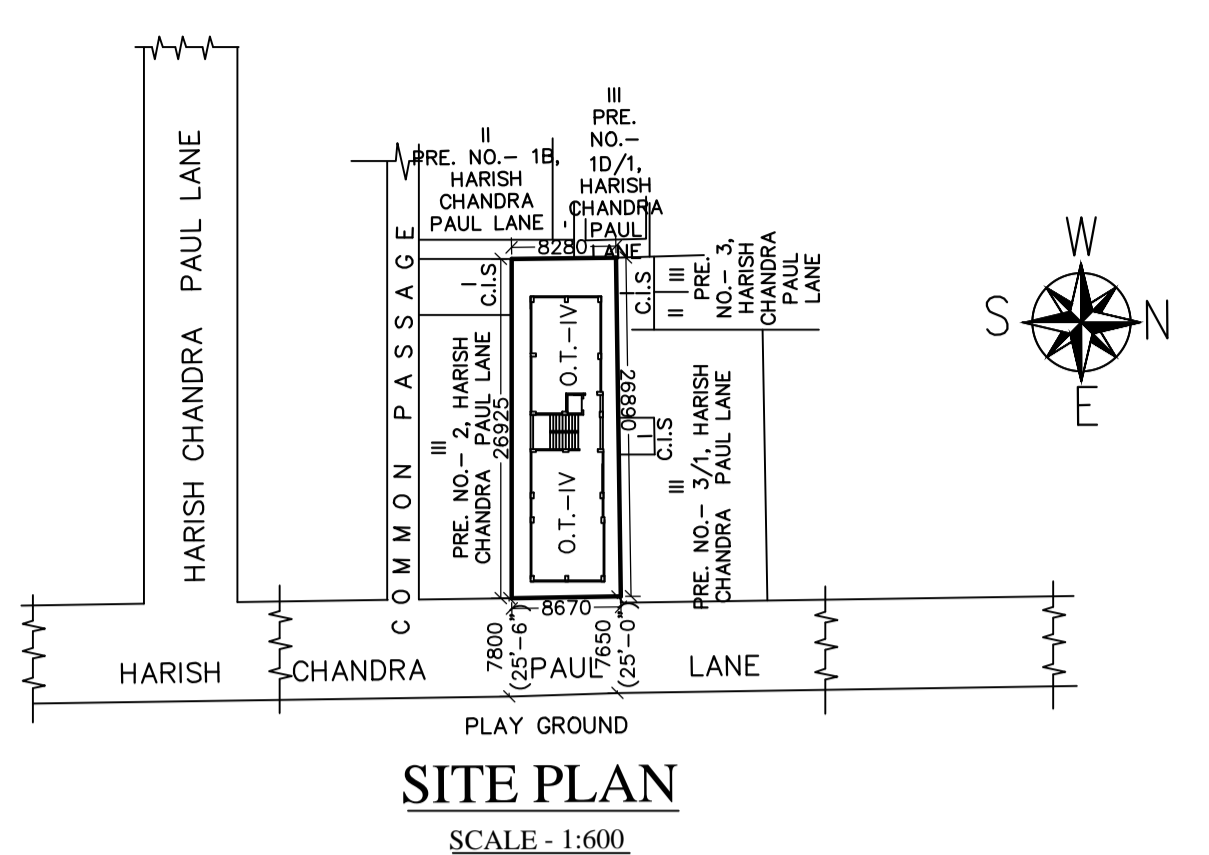 HARISH CHANDRA PAUL LANE
COMMON PASSAGE
II
PRE. NO.- 1B,
HARISH
CHANDRA
PAUL LANE
III
PRE.
NO.-
1D/1,
HARISH
CHANDRA
PAUL
LANE
8280
I
C.I.S
I
C.I.S
III
II
PRE.
NO.- 3,
HARISH
CHANDRA
PAUL
LANE
W
S
N
E
III
PRE. NO.- 2, HARISH
CHANDRA PAUL LANE
26925
O.T.-IV
O.T.-IV
26890
I
C.I.S
III
PRE. NO.- 3/1, HARISH
CHANDRA PAUL LANE
8670
7800
(25'-6")
7650
(25'-0")
HARISH CHANDRA PAUL LANE
PLAY GROUND
SITE PLAN
SCALE - 1:600